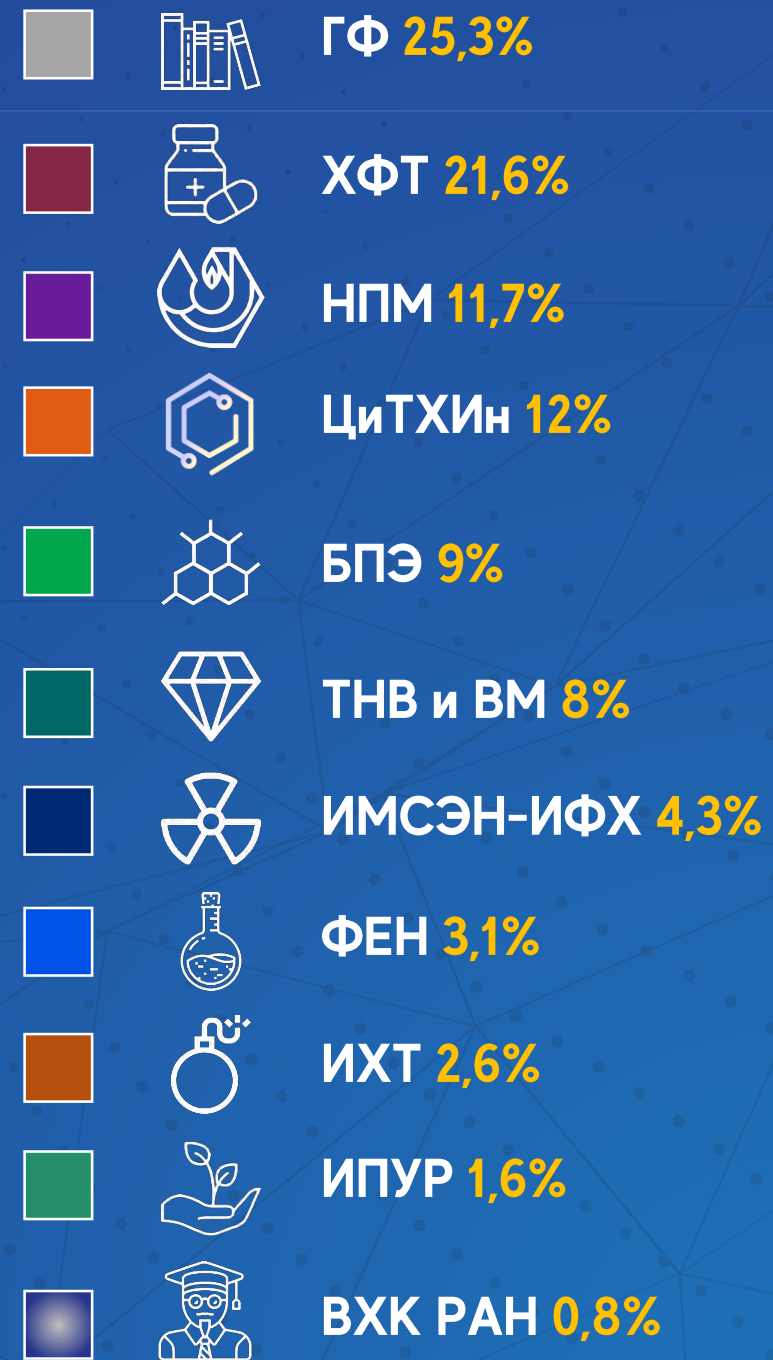 ГФ 25,3%
ХФТ 21,6%
НПМ 11,7%
ЦиТХИн 12%
БПЭ 9%
ТНВ и ВМ 8%
ИМСЭН-ИФХ 4,3%
ФЕН 3,1%
ИХТ 2,6%
ИПУР 1,6%
ВХК РАН 0,8%